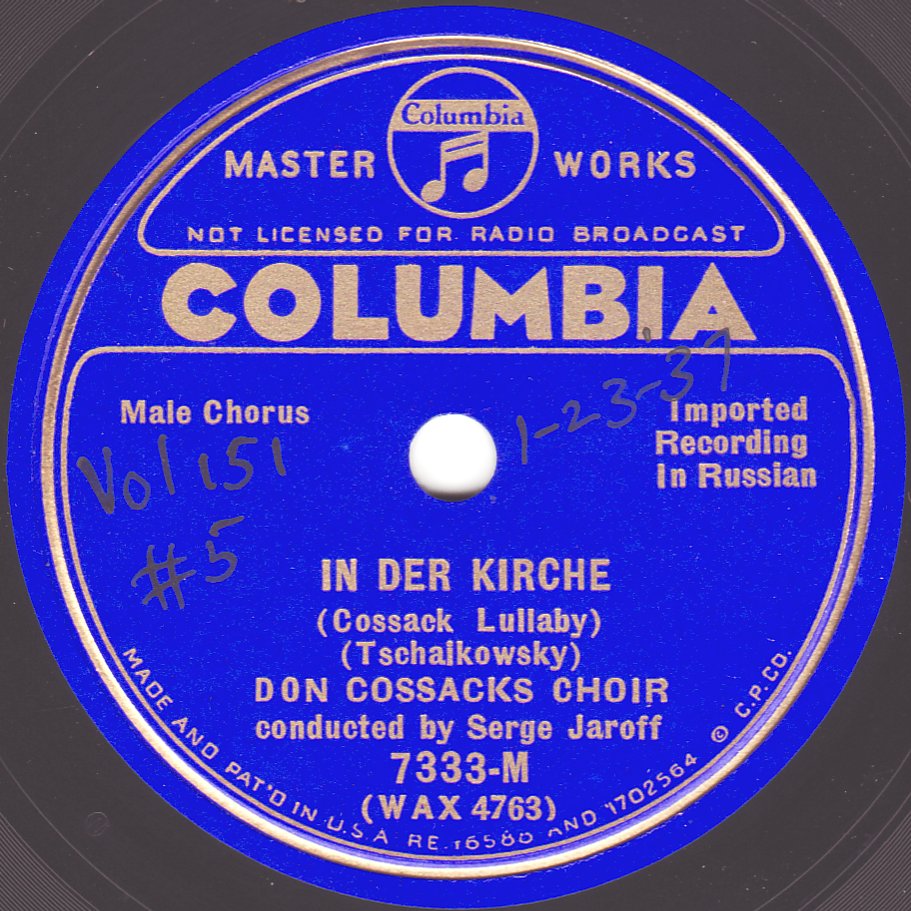 Columbia
MASTER WORKS
NOT LICENSED FOR RADIO BROADCAST
COLUMBIA
Male Chorus
1-23-37
Imported
Recording
In Russian
Vol 151
#5
IN DER KIRCHE
(Cossack Lullaby)
(Tschaikowsky)
DON COSSACKS CHOIR
conducted by Serge Jaroff
7333-M
(WAX 4763)
MADE AND PAT'D IN U.S.A RE. 16588 AND 1702564 © C.P.CO.